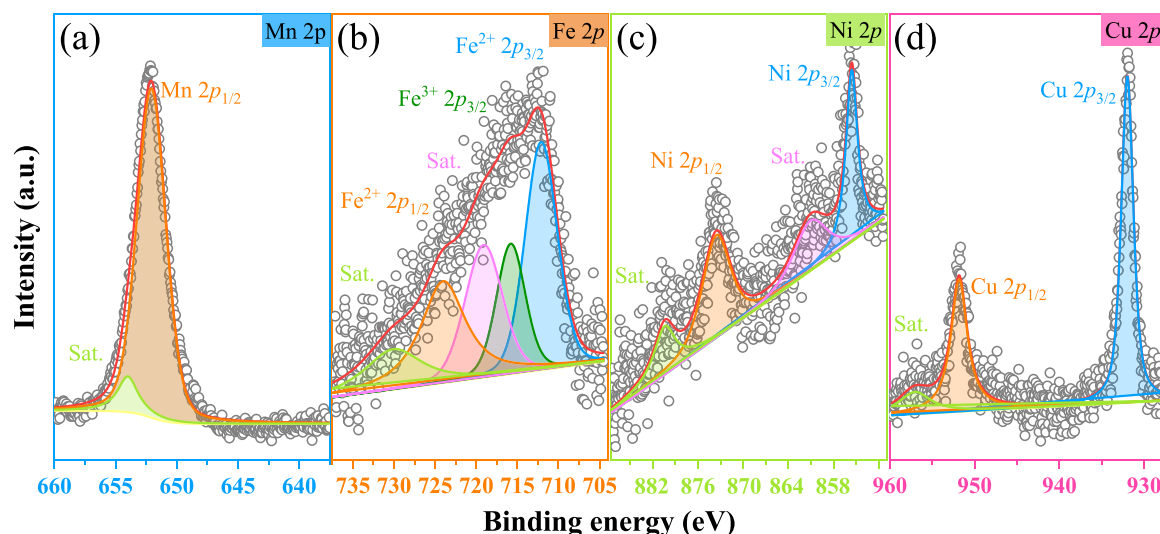 Intensity (a.u.)
(a)
Mn 2p
Mn 2p1/2
Sat.
660 655 650 645 640
(b)
Fe 2p
Fe2+ 2p3/2
Fe3+ 2p3/2
Sat.
Fe2+ 2p1/2
Sat.
735 730 725 720 715 710 705
(c)
Ni 2p
Ni 2p3/2
Sat.
Ni 2p1/2
Sat.
882 876 870 864 858
(d)
Cu 2p
Cu 2p3/2
Cu 2p1/2
Sat.
960 950 940 930
Binding energy (eV)